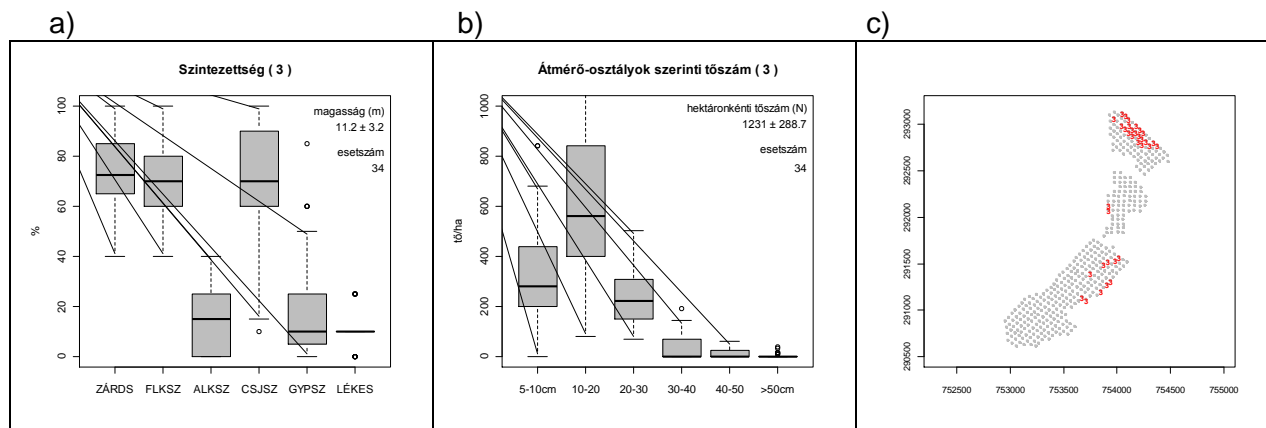 a)
b)
c)
Szintezettség ( 3 )
magasság (m)
11.2 ± 3.2
esetszám
34
%
100
80
60
40
20
0
ZÁRDS FLKSZ ALKSZ CSJSZ GYPSZ LÉKES
Átmérő-osztályok szerinti tőszám ( 3 )
hektáronkénti tőszám (N)
1231 ± 288.7
esetszám
34
tő/ha
1000
800
600
400
200
0
5-10cm 10-20 20-30 30-40 40-50 >50cm
293000
292500
292000
291500
291000
290500
752500 753000 753500 754000 754500 755000